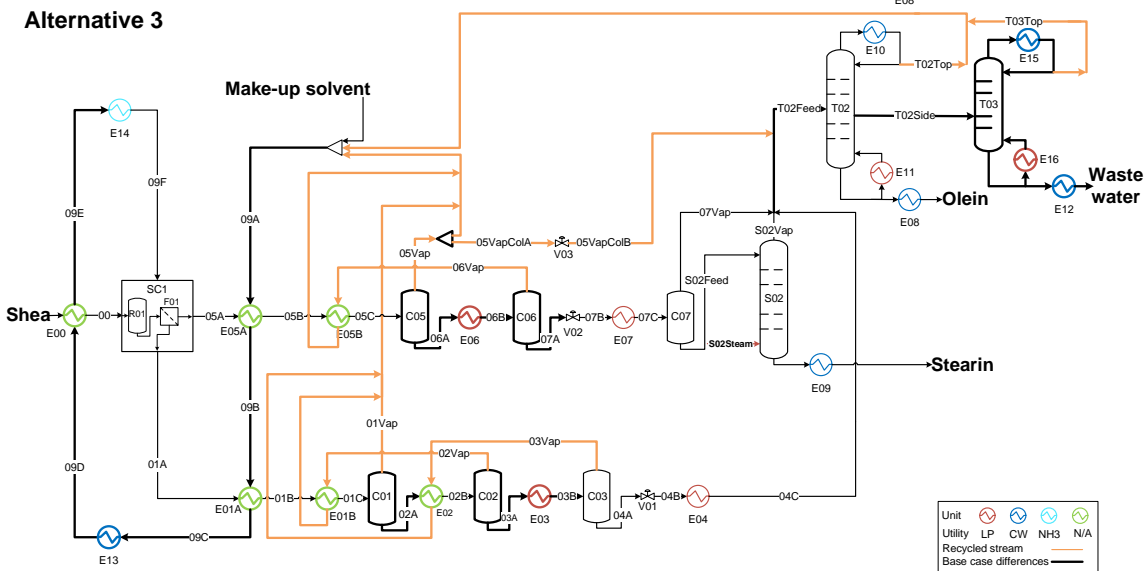 E08
Alternative 3
T03Top
E10
E15
T02Top
Make-up solvent
T02Feed
T02
T03
T02Side
E14
E16
E11
Waste
water
E12
09F
09E
09A
Olein
E08
07Vap
S02Vap
05VapColA
05VapColB
V03
05Vap
06Vap
S02Feed
SC1
F01
R01
S02
Shea
00
05A
05B
05C
C05
06B
C06
07B
07C
C07
E00
E05A
E05B
06A
E06
07A
V02
E07
S02Steam
Stearin
E09
09B
01Vap
03Vap
02Vap
09D
01A
01B
01C
C01
02B
C02
03B
C03
04B
04C
E01A
E01B
02A
E02
03A
E03
04A
V01
E04
09C
E13
Unit
Utility LP CW NH3 N/A
Recycled stream
Base case differences